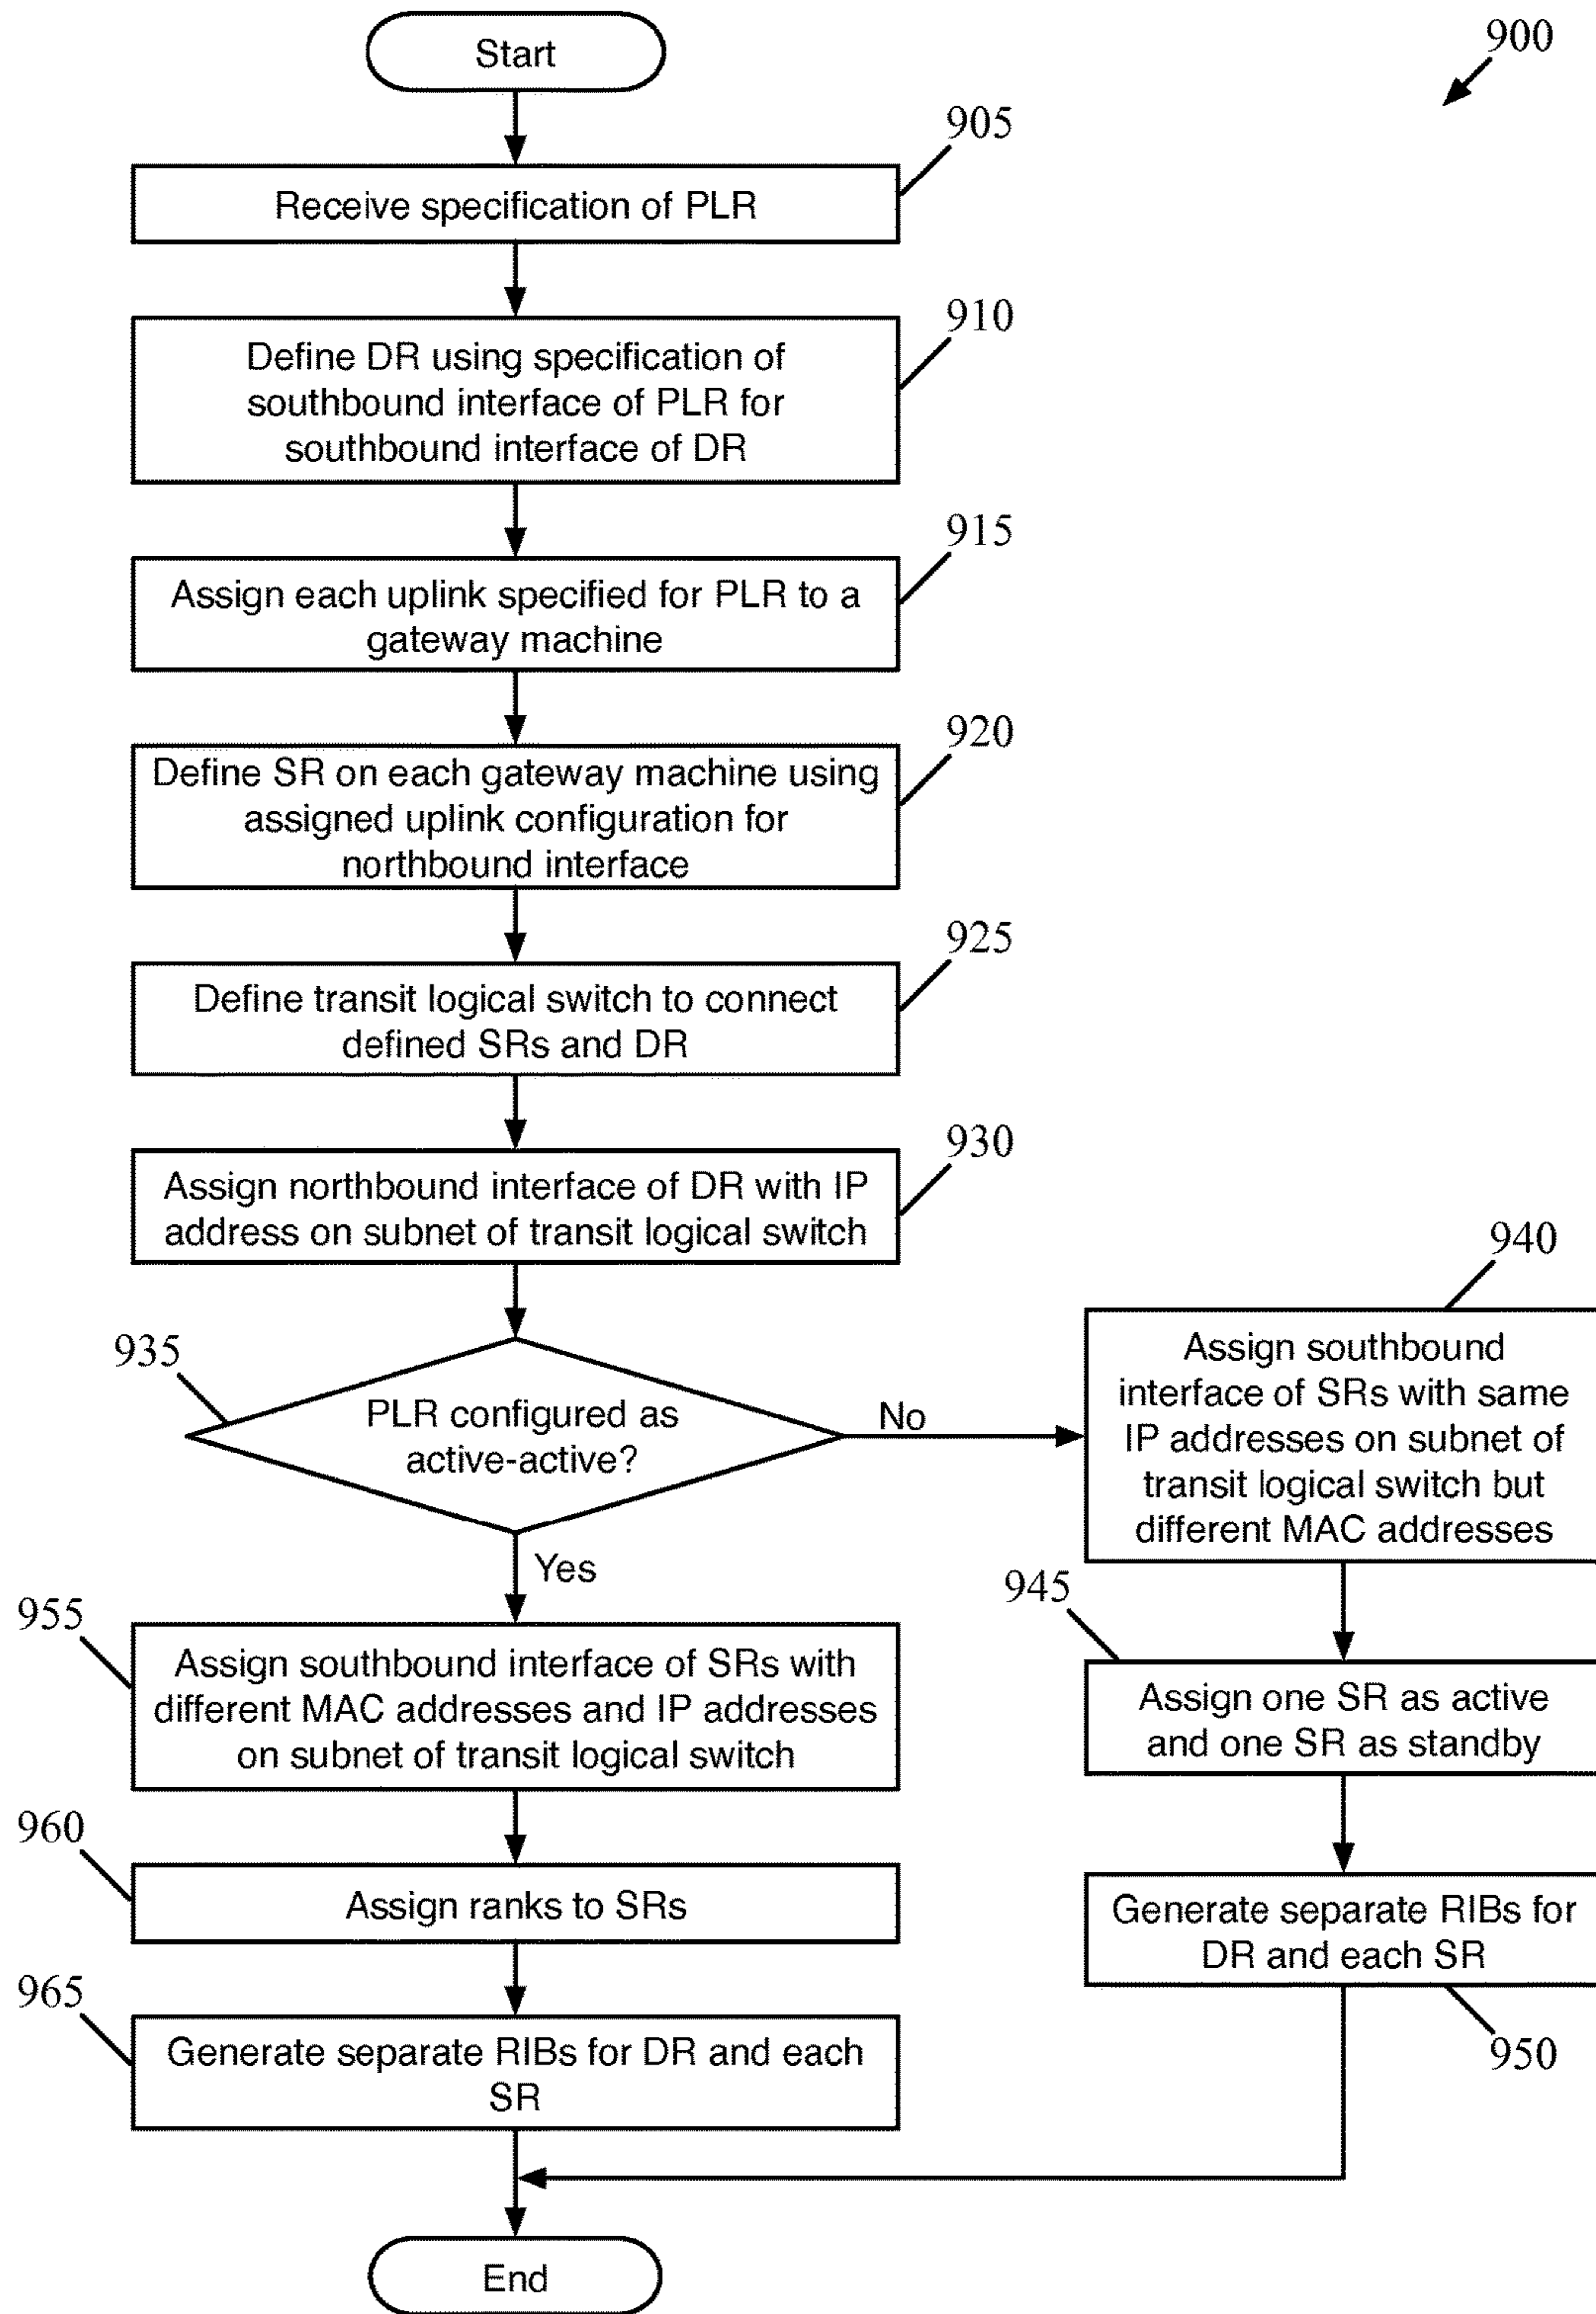 Start
900
905
Receive specification of PLR
910
Define DR using specification of
southbound interface of PLR for
southbound interface of DR
915
Assign each uplink specified for PLR to a
gateway machine
920
Define SR on each gateway machine using
assigned uplink configuration for
northbound interface
925
Define transit logical switch to connect
defined SRs and DR
930
Assign northbound interface of DR with IP
address on subnet of transit logical switch
935
PLR configured as
active-active?
No
Yes
940
Assign southbound
interface of SRs with same
IP addresses on subnet of
transit logical switch but
different MAC addresses
945
Assign one SR as active
and one SR as standby
Generate separate RIBs for
DR and each SR
950
955
Assign southbound interface of SRs with
different MAC addresses and IP addresses
on subnet of transit logical switch
960
Assign ranks to SRs
965
Generate separate RIBs for DR and each
SR
End